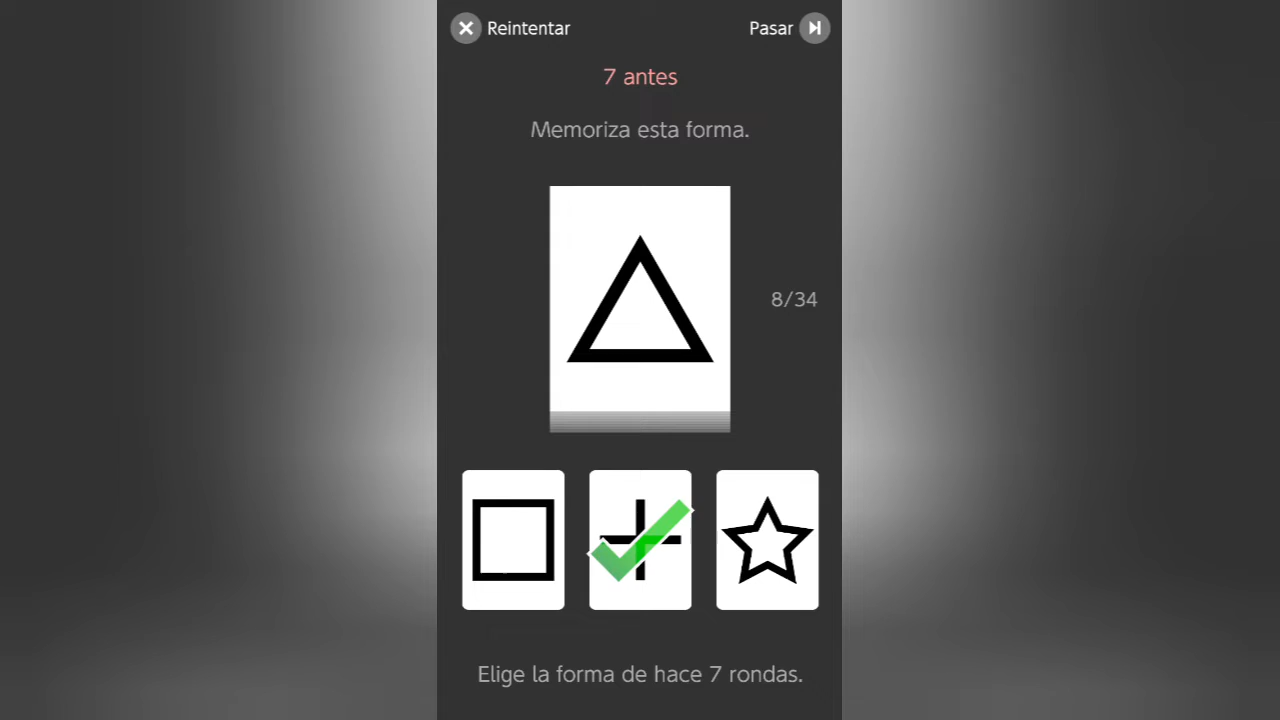 Reintentar
Pasar
7 antes
Memoriza esta forma.
8/34
Elige la forma de hace 7 rondas.